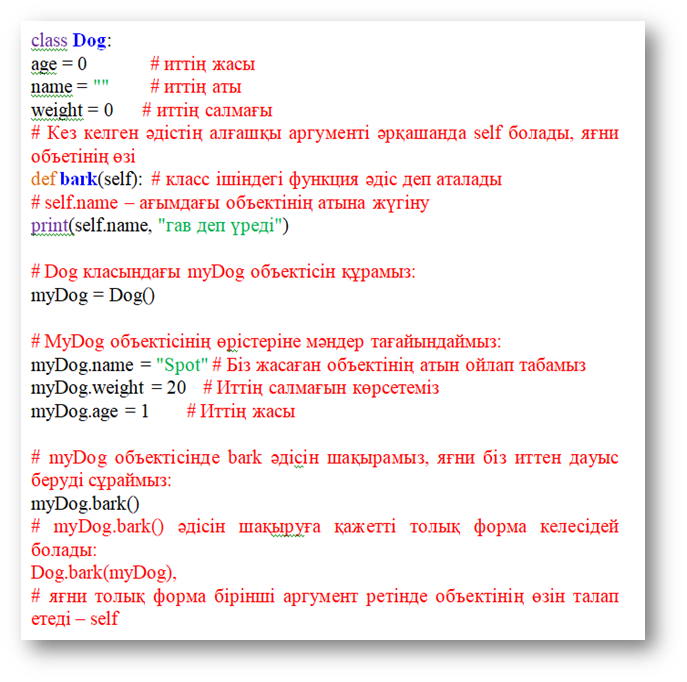 class Dog:
age = 0 # иттің жасы
name = "" # иттің аты
weight = 0 # иттің салмағы
# Кез келген әдістің алғашқы аргументі әрқашанда self болады, яғни
объетінің өзі
def bark(self): # класс ішіндегі функция әдіс деп аталады
# self.name – ағымдағы объектінің атына жүгіну
print(self.name, "гав деп үреді")
# Dog класындағы myDog объектісін құрамыз:
myDog = Dog()
# MyDog объектісінің өрістеріне мәндер тағайындаймыз:
myDog.name = "Spot" # Біз жасаған объектінің атын ойлап табамыз
myDog.weight = 20 # Иттің салмағын көрсетеміз
myDog.age = 1 # Иттің жасы
# myDog объектісінде bark әдісін шақырамыз, яғни біз иттен дауыс
беруді сұраймыз:
myDog.bark()
# myDog.bark() әдісін шақыруға қажетті толық форма келесідей
болады:
Dog.bark(myDog),
# яғни толық форма бірінші аргумент ретінде объектінің өзін талап
етеді – self